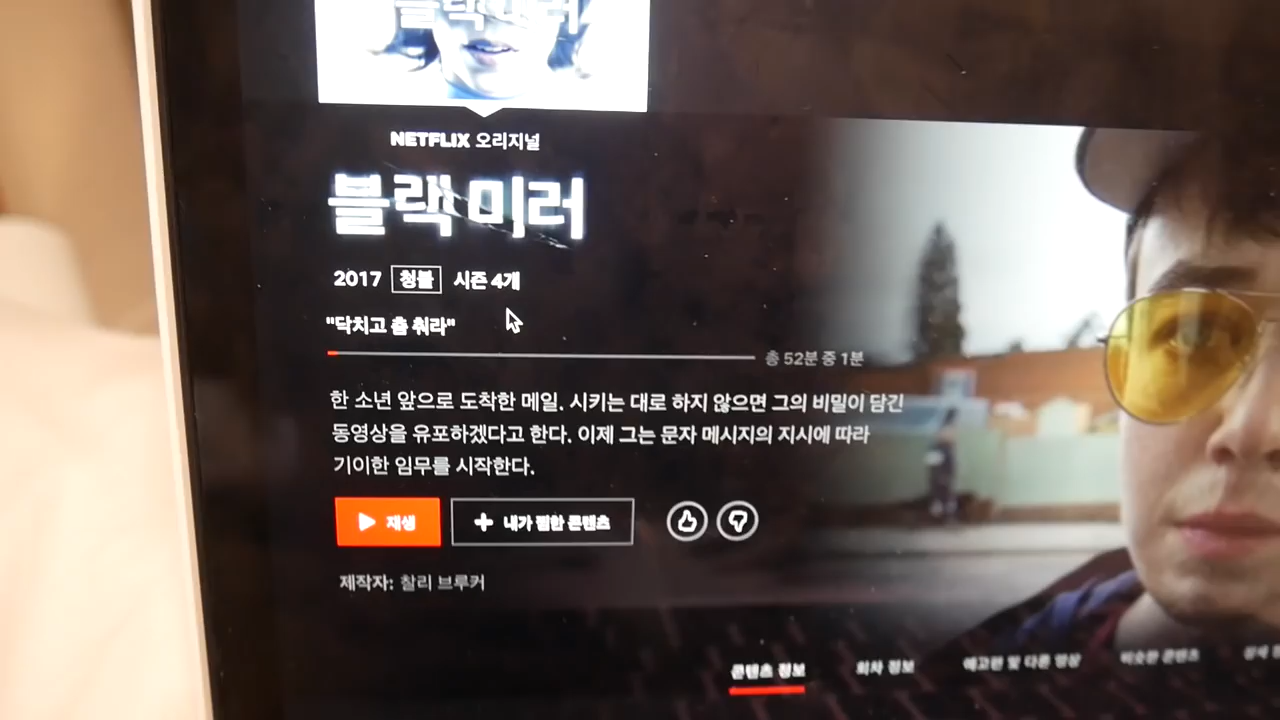 블랙 미러
NETFLIX 오리지널
블랙 미러
2017 청불 시즌 4개
"닥치고 춤 춰라"
총 52분 중 1분
한 소년 앞으로 도착한 메일. 시키는 대로 하지 않으면 그의 비밀이 담긴
동영상을 유포하겠다고 한다. 이제 그는 문자 메시지의 지시에 따라
기이한 임무를 시작한다.
재생
내가 찜한 콘텐츠
제작자: 찰리 브루커
콘텐츠 정보
회차 정보
예고편 및 다른 영상
비슷한 콘텐츠